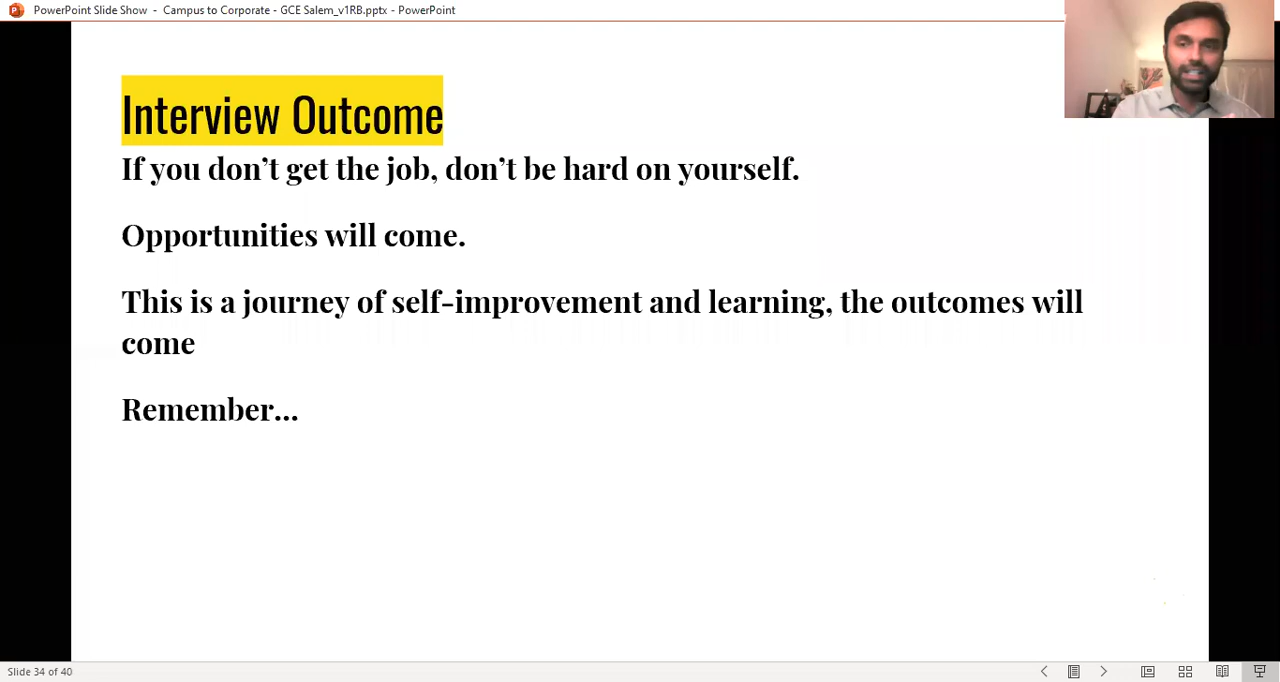 PowerPoint Slide Show - Campus to Corporate - GCE Salem_v1RB.pptx - PowerPoint
Interview Outcome
If you don’t get the job, don’t be hard on yourself.
Opportunities will come.
This is a journey of self-improvement and learning, the outcomes will
come
Remember...
Slide 34 of 40